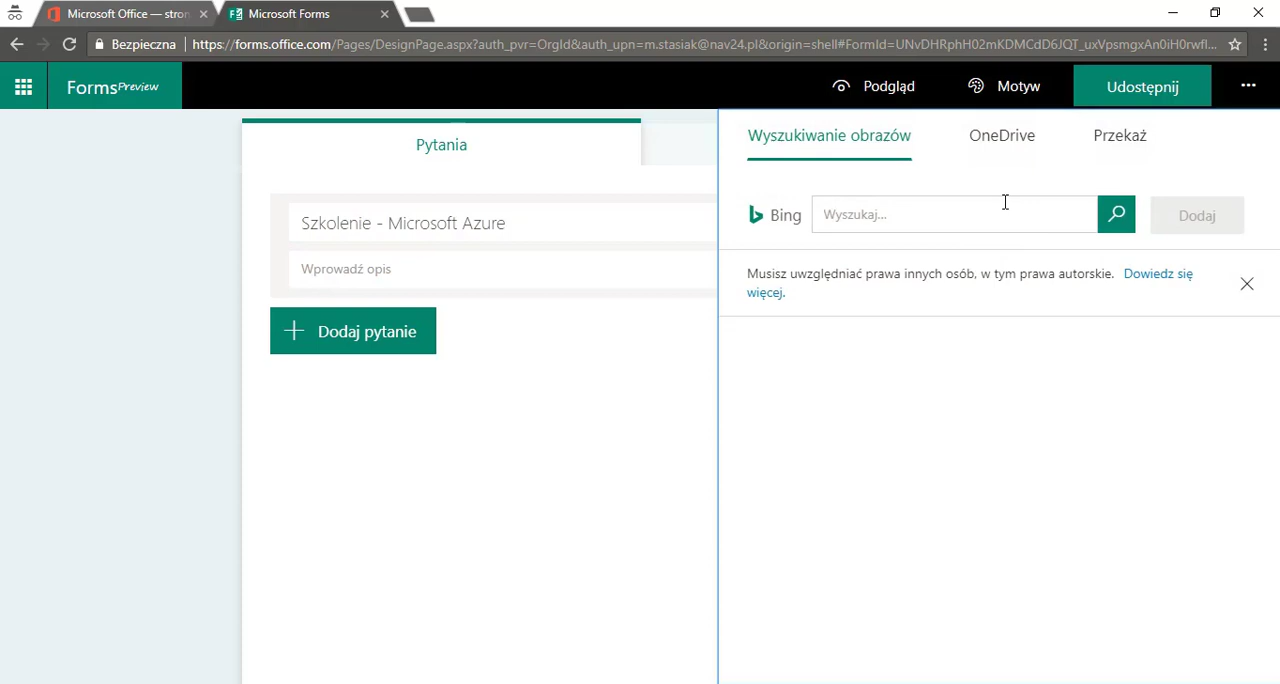 Microsoft Office — stron
Microsoft Forms
Bezpieczna
https://forms.office.com/Pages/DesignPage.aspx?auth_pvr=OrgId&auth_upn=m.stasiak@nav24.pl&origin=shell#FormId=UNvDHRphH02mKDMCdD6JQT_uxVpsmgxAn0iH0rwfl...
Forms Preview
Podgląd
Motyw
Udostępnij
Pytania
Wyszukiwanie obrazów
OneDrive
Przekaż
Szkolenie - Microsoft Azure
Bing
Wyszukaj...
Dodaj
Wprowadź opis
Musisz uwzględniać prawa innych osób, w tym prawa autorskie. Dowiedz się
więcej.
Dodaj pytanie